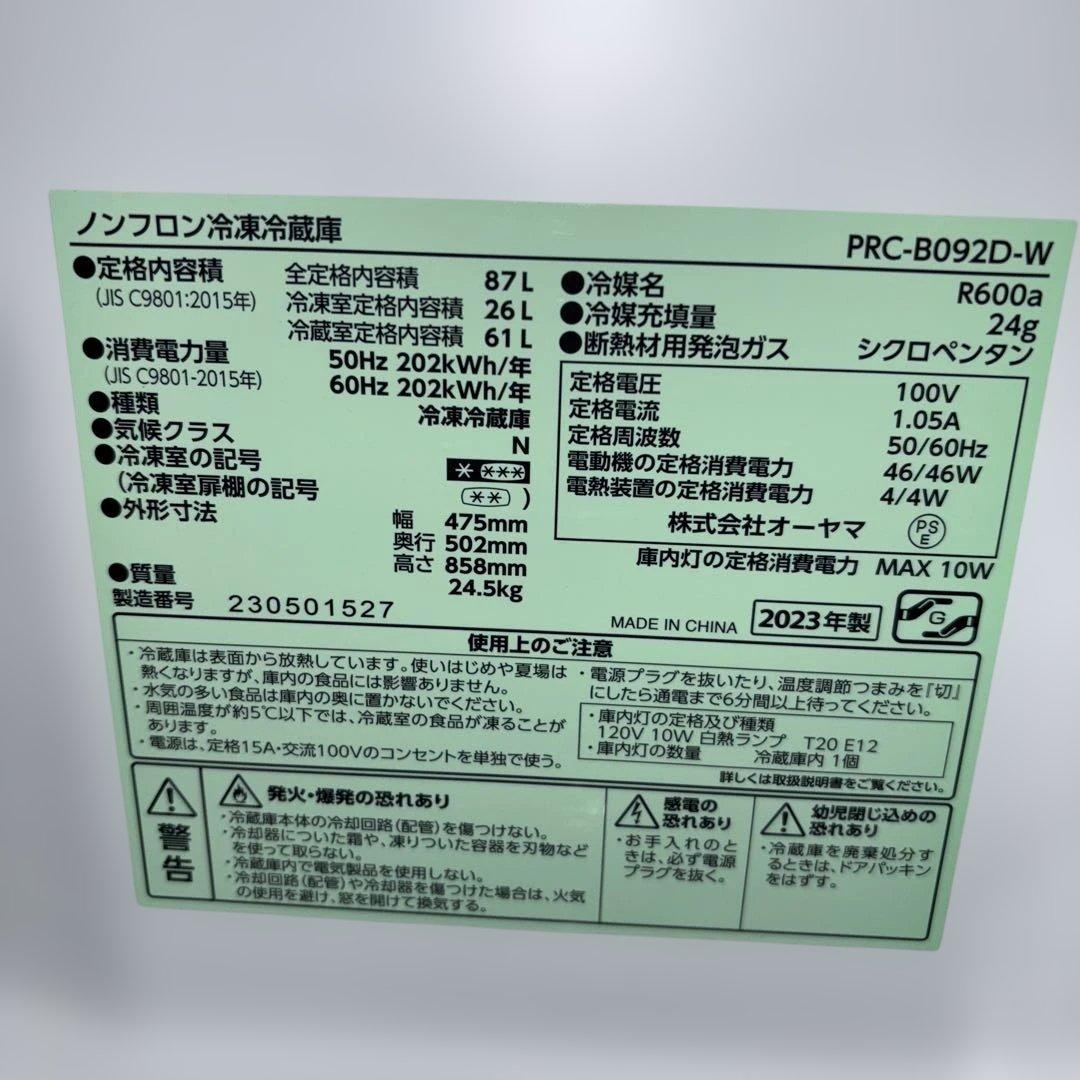 ノンフロン冷凍冷蔵庫
PRC-B092D-W
●定格内容積
(JIS C9801:2015年)
全定格内容積 87L
冷凍室定格内容積 26L
冷蔵室定格内容積 61L
●消費電力量
(JIS C9801-2015年)
50Hz 202kWh/年
60Hz 202kWh/年
●種類 冷凍冷蔵庫
●気候クラス N
●冷凍室の記号 * ***
(冷凍室扉棚の記号 ** )
●外形寸法
幅 475mm
奥行 502mm
高さ 858mm
●質量 24.5kg
製造番号 230501527
●冷媒名 R600a
●冷媒充填量 24g
●断熱材用発泡ガス シクロペンタン
定格電圧 100V
定格電流 1.05A
定格周波数 50/60Hz
電動機の定格消費電力 46/46W
電熱装置の定格消費電力 4/4W
株式会社オーヤマ
PS
E
庫内灯の定格消費電力 MAX 10W
MADE IN CHINA
2023年製
G
使用上のご注意
・冷蔵庫は表面から放熱しています。使いはじめや夏場は
熱くなりますが、庫内の食品には影響ありません。
・水気の多い食品は庫内の奥に置かないでください。
・周囲温度が約5℃以下では、冷蔵室の食品が凍ることが
あります。
・電源は、定格15A・交流100Vのコンセントを単独で使う。
・電源プラグを抜いたり、温度調節つまみを『切』
にしたら通電まで6分間以上待ってください。
・庫内灯の定格及び種類
120V 10W 白熱ランプ T20 E12
・庫内灯の数量 冷蔵庫内 1個
詳しくは取扱説明書をご覧ください。
警告
発火・爆発の恐れあり
・冷蔵庫本体の冷却回路(配管)を傷つけない。
・冷却器についた霜や、凍りついた容器を刃物など
を使って取らない。
・冷蔵庫内で電気製品を使用しない。
・冷却回路(配管)や冷却器を傷つけた場合は、火気
の使用を避け、窓を開けて換気する。
感電の
恐れあり
・お手入れのと
きは、必ず電源
プラグを抜く。
幼児閉じ込めの
恐れあり
・冷蔵庫を廃棄処分す
るときは、ドアパッキン
をはずす。